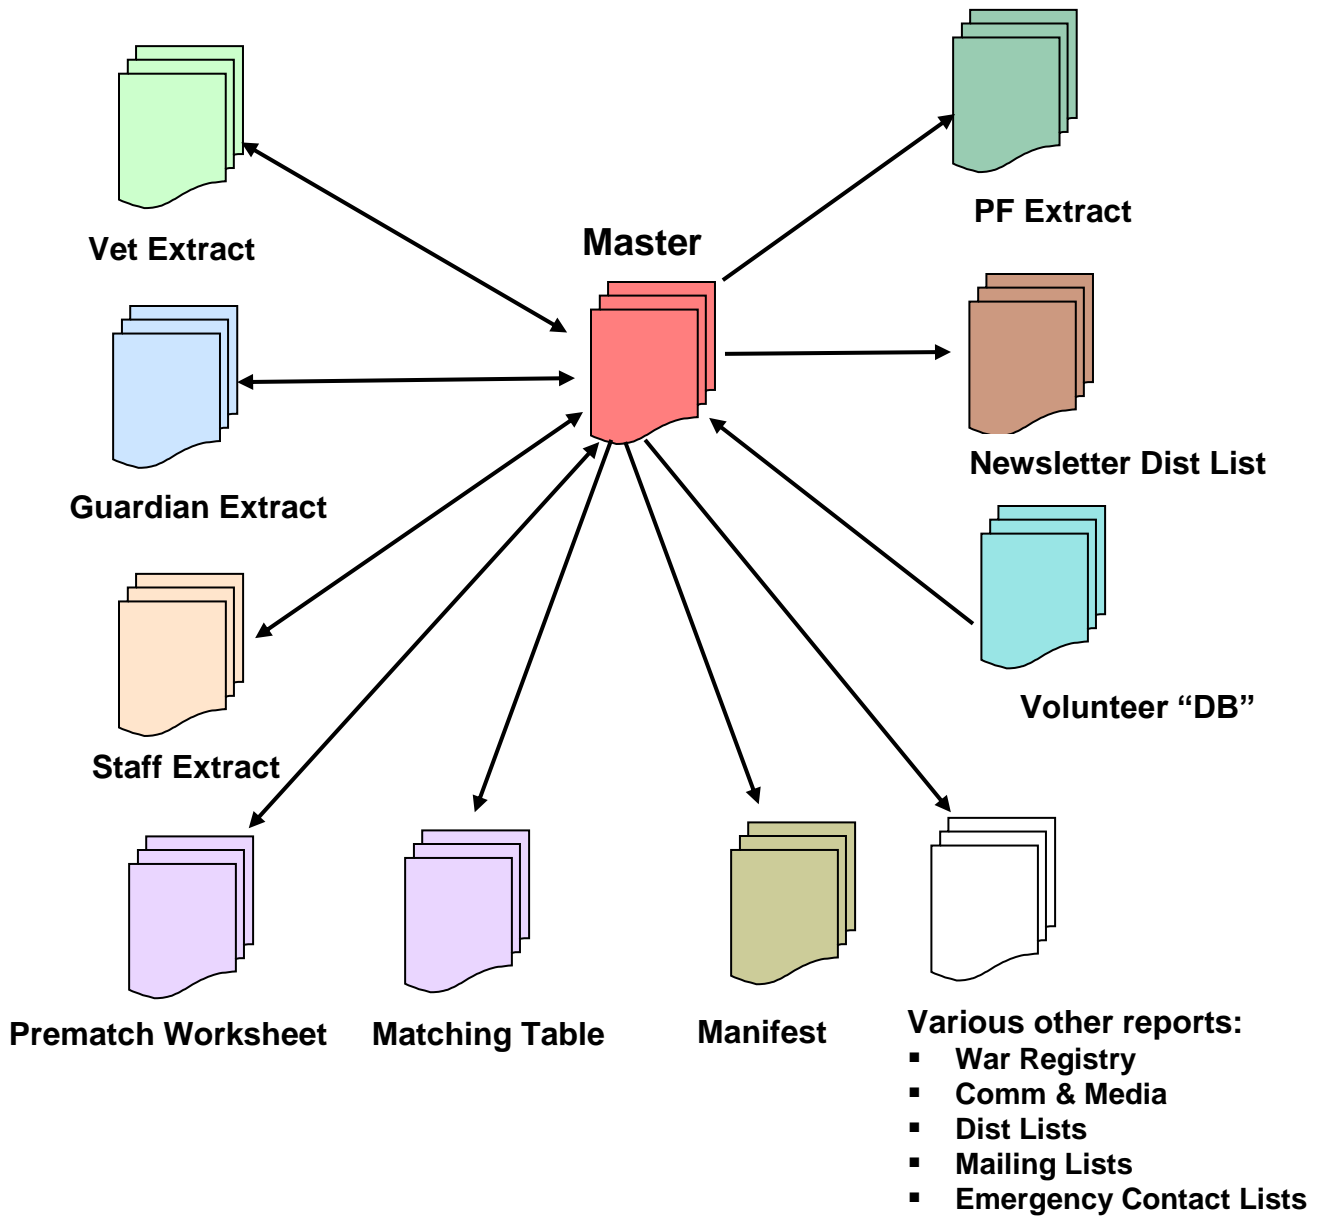 PF Extract
Master
Vet Extract
Newsletter Dist List
Guardian Extract
Volunteer “DB”
Staff Extract
Prematch Worksheet
Matching Table
Manifest
Various other reports:
▪ War Registry
▪ Comm & Media
▪ Dist Lists
▪ Mailing Lists
▪ Emergency Contact Lists